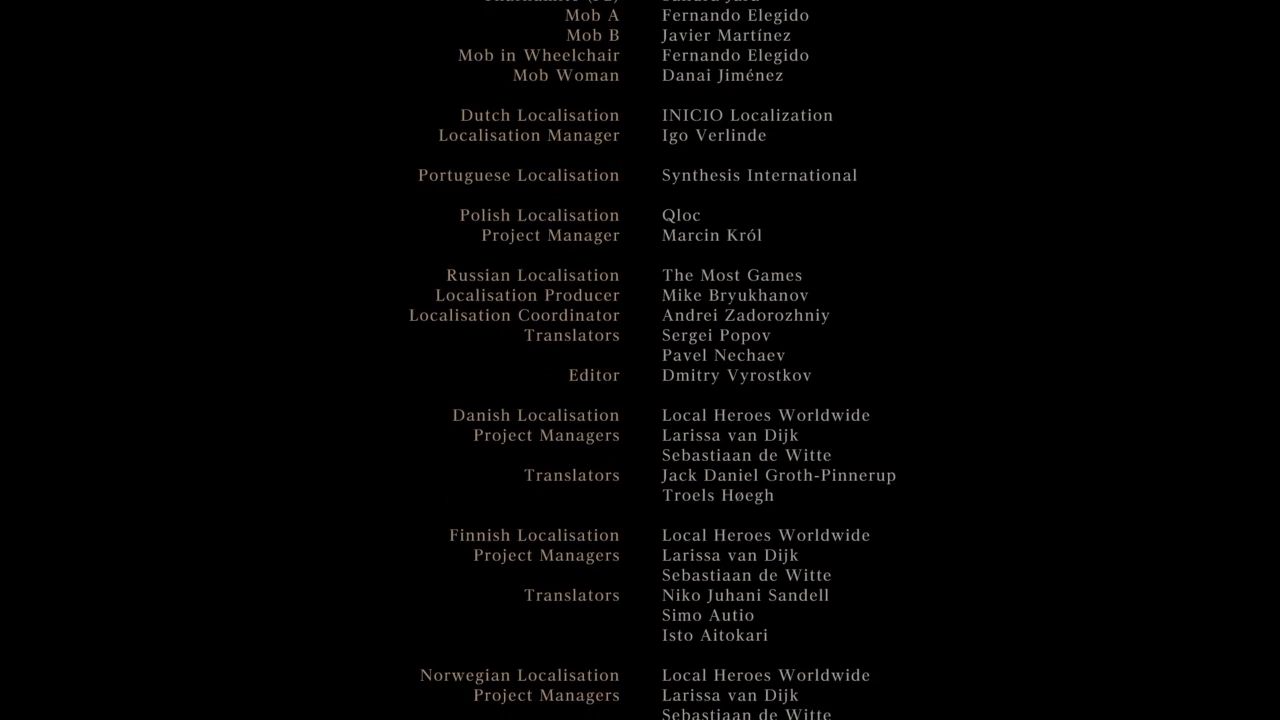 Mob A Fernando Elegido
Mob B Javier Martínez
Mob in Wheelchair Fernando Elegido
Mob Woman Danai Jiménez
Dutch Localisation INICIO Localization
Localisation Manager Igo Verlinde
Portuguese Localisation Synthesis International
Polish Localisation Qloc
Project Manager Marcin Król
Russian Localisation The Most Games
Localisation Producer Mike Bryukhanov
Localisation Coordinator Andrei Zadorozhniy
Translators Sergei Popov
Pavel Nechaev
Editor Dmitry Vyrostkov
Danish Localisation Local Heroes Worldwide
Project Managers Larissa van Dijk
Sebastiaan de Witte
Translators Jack Daniel Groth-Pinnerup
Troels Høegh
Finnish Localisation Local Heroes Worldwide
Project Managers Larissa van Dijk
Sebastiaan de Witte
Translators Niko Juhani Sandell
Simo Autio
Isto Aitokari
Norwegian Localisation Local Heroes Worldwide
Project Managers Larissa van Dijk
Sebastiaan de Witte